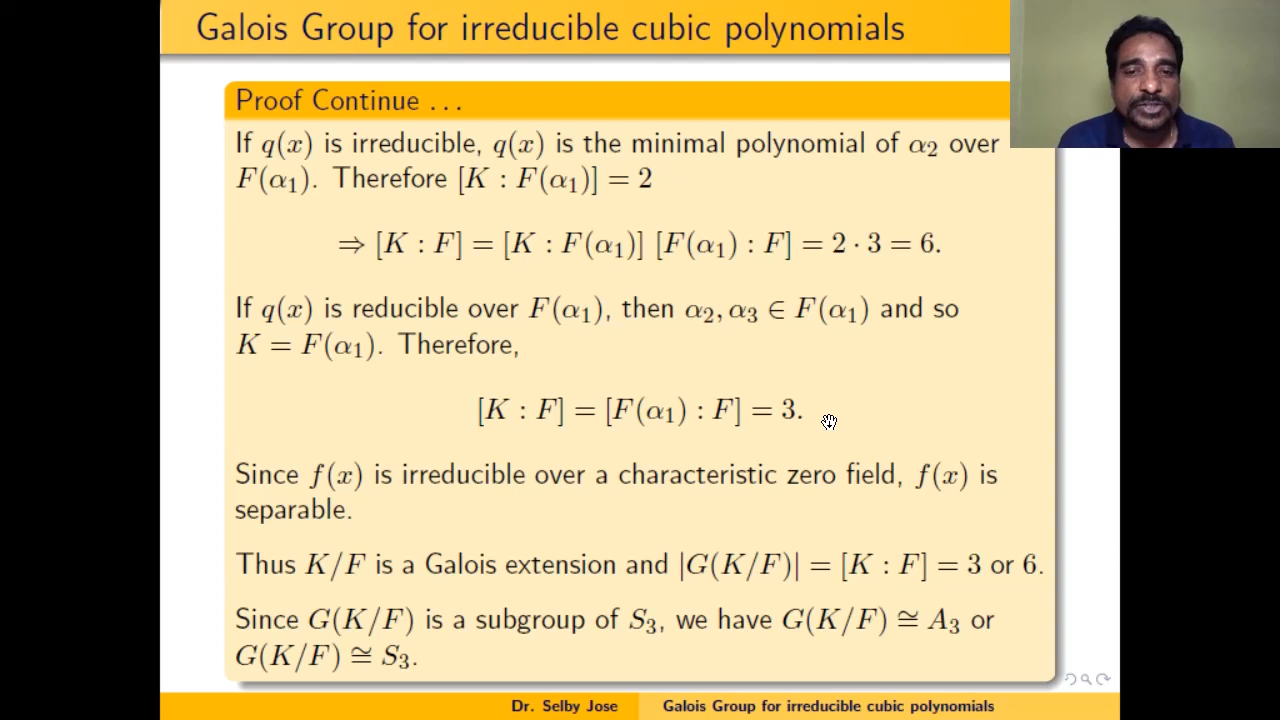 Galois Group for irreducible cubic polynomials
Proof Continue . . .
If q(x) is irreducible, q(x) is the minimal polynomial of α₂ over
F(α₁). Therefore [K : F(α₁)] = 2
⇒ [K : F] = [K : F(α₁)] [F(α₁) : F] = 2 · 3 = 6.
If q(x) is reducible over F(α₁), then α₂, α₃ ∈ F(α₁) and so
K = F(α₁). Therefore,
[K : F] = [F(α₁) : F] = 3.
Since f(x) is irreducible over a characteristic zero field, f(x) is
separable.
Thus K/F is a Galois extension and |G(K/F)| = [K : F] = 3 or 6.
Since G(K/F) is a subgroup of S₃, we have G(K/F) ≅ A₃ or
G(K/F) ≅ S₃.
Dr. Selby Jose Galois Group for irreducible cubic polynomials